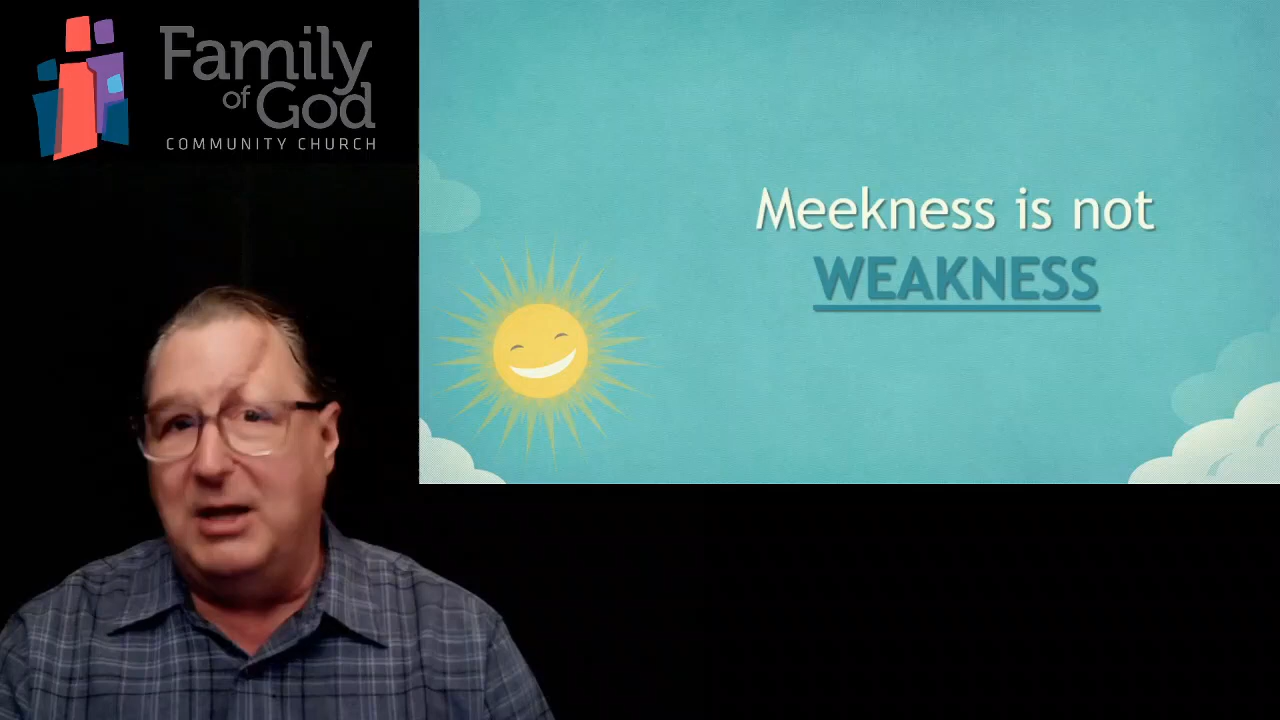 Family
of
God
COMMUNITY CHURCH
Meekness is not
WEAKNESS